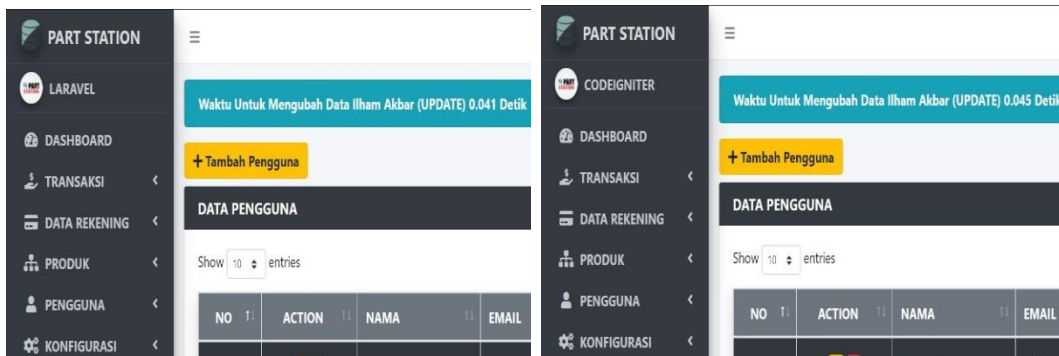 PART STATION
LARAVEL
DASHBOARD
TRANSAKSI
DATA REKENING
PRODUK
PENGGUNA
KONFIGURASI
Waktu Untuk Mengubah Data Ilham Akbar (UPDATE) 0.041 Detik
+ Tambah Pengguna
DATA PENGGUNA
Show 10 entries
NO ACTION NAMA EMAIL
PART STATION
CODEIGNITER
DASHBOARD
TRANSAKSI
DATA REKENING
PRODUK
PENGGUNA
KONFIGURASI
Waktu Untuk Mengubah Data Ilham Akbar (UPDATE) 0.045 Detik
+ Tambah Pengguna
DATA PENGGUNA
Show 10 entries
NO ACTION NAMA EMAIL